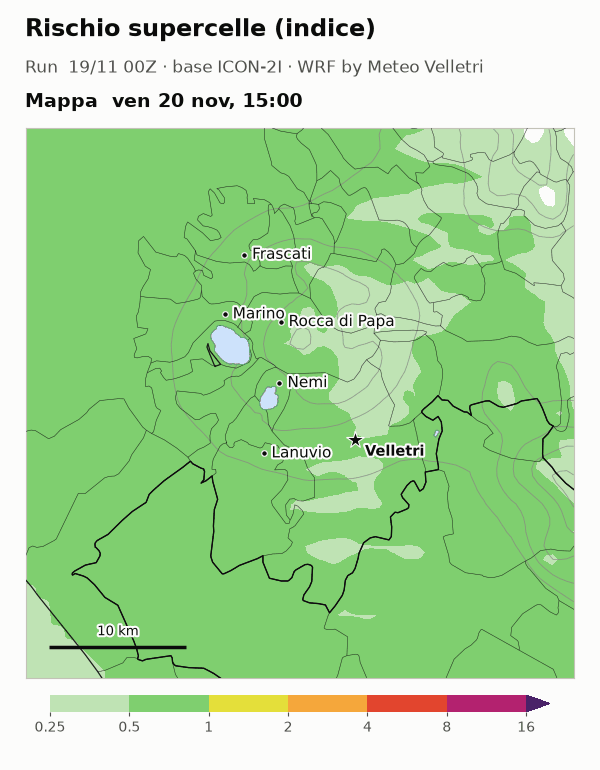 Rischio supercelle (indice)
Run  19/11 00Z · base ICON-2I · WRF by Meteo Velletri
Mappa  ven 20 nov, 15:00
Frascati
Marino
Rocca di Papa
Nemi
Velletri
Lanuvio
10 km
0.25 0.5 1 2 4 8 16